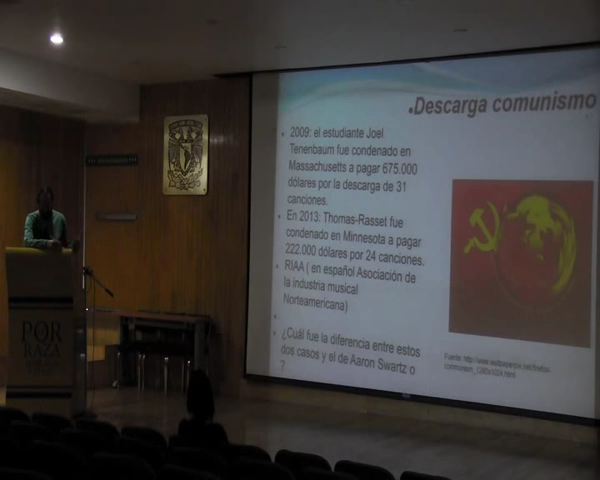 •Descarga comunismo
• 2009: el estudiante Joel
Tenenbaum fue condenado en
Massachusetts a pagar 675.000
dólares por la descarga de 31
canciones.
• En 2013: Thomas-Rasset fue
condenado en Minnesota a pagar
222.000 dólares por 24 canciones.
• RIAA ( en español Asociación de
la industria musical
Norteamericana)
•
• ¿Cuál fue la diferencia entre estos
dos casos y el de Aaron Swartz o
?
Fuente: http://www.
POR
RAZA